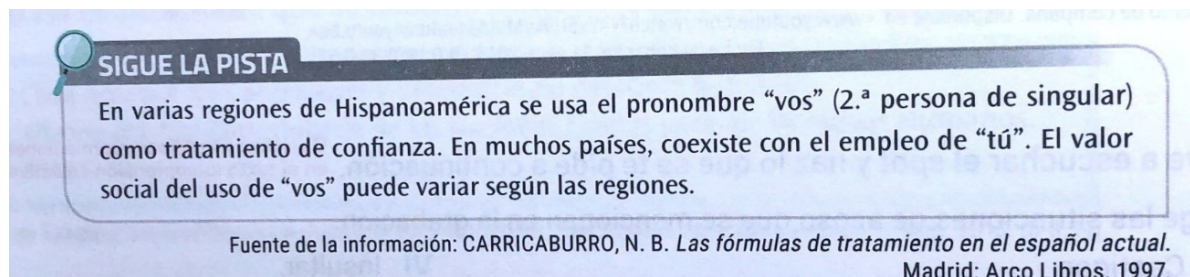 SIGUE LA PISTA
En varias regiones de Hispanoamérica se usa el pronombre “vos” (2.ª persona de singular)
como tratamiento de confianza. En muchos países, coexiste con el empleo de “tú”. El valor
social del uso de “vos” puede variar según las regiones.
Fuente de la información: CARRICABURRO, N. B. Las fórmulas de tratamiento en el español actual.
Madrid: Arco Libros, 1997.